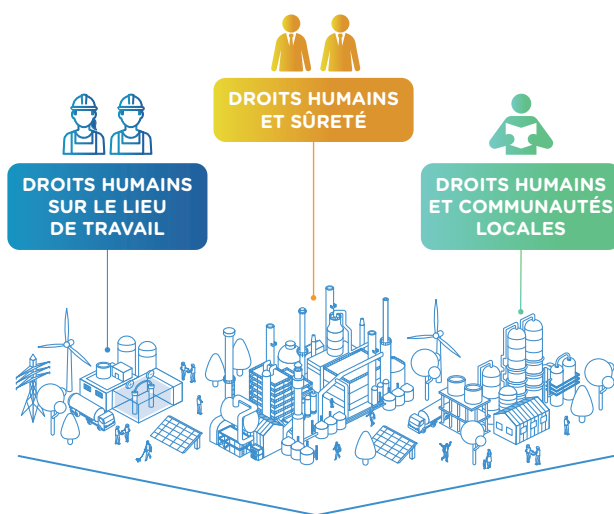 DROITS HUMAINS
ET SÛRETÉ
DROITS HUMAINS
SUR LE LIEU
DE TRAVAIL
DROITS HUMAINS
ET COMMUNAUTÉS
LOCALES